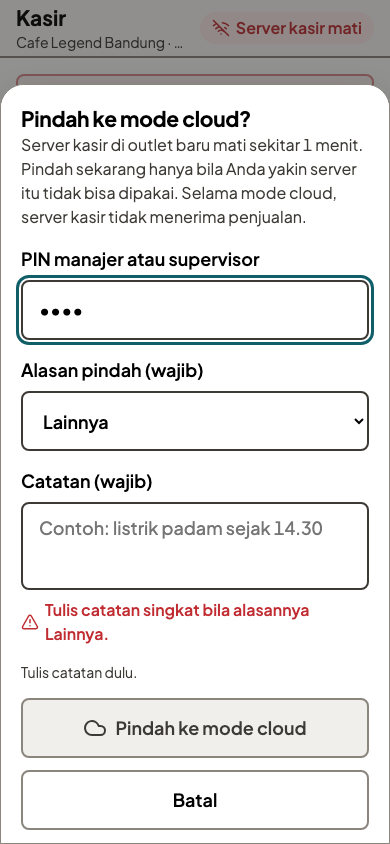 Kasir
Cafe Legend Bandung · ...
Server kasir mati
Pindah ke mode cloud?
Server kasir di outlet baru mati sekitar 1 menit.
Pindah sekarang hanya bila Anda yakin server
itu tidak bisa dipakai. Selama mode cloud,
server kasir tidak menerima penjualan.
PIN manajer atau supervisor
••••
Alasan pindah (wajib)
Lainnya
Catatan (wajib)
Contoh: listrik padam sejak 14.30
Tulis catatan singkat bila alasannya
Lainnya.
Tulis catatan dulu.
Pindah ke mode cloud
Batal